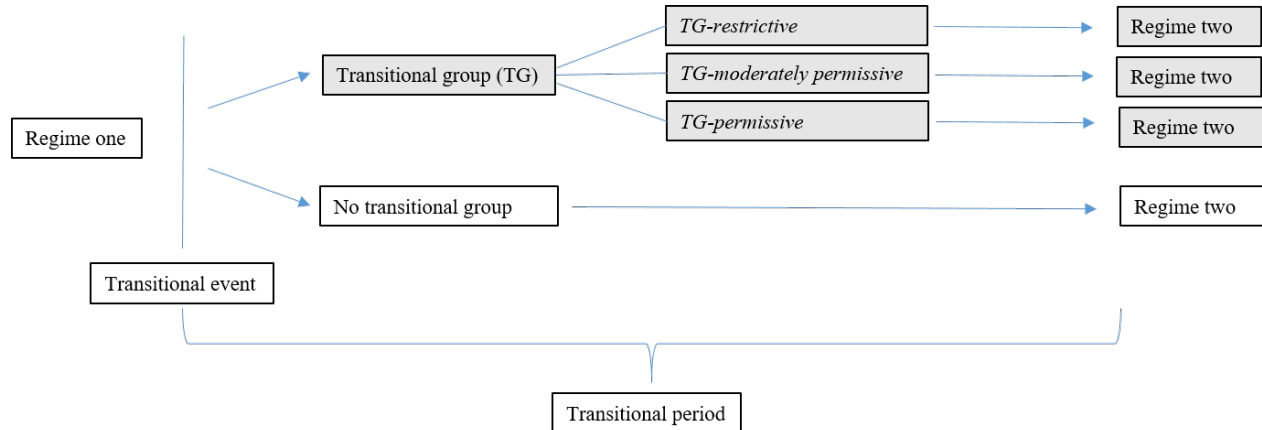 TG-restrictive
Regime two
Transitional group (TG)
TG-moderately permissive
Regime two
TG-permissive
Regime two
Regime one
No transitional group
Regime two
Transitional event
Transitional period